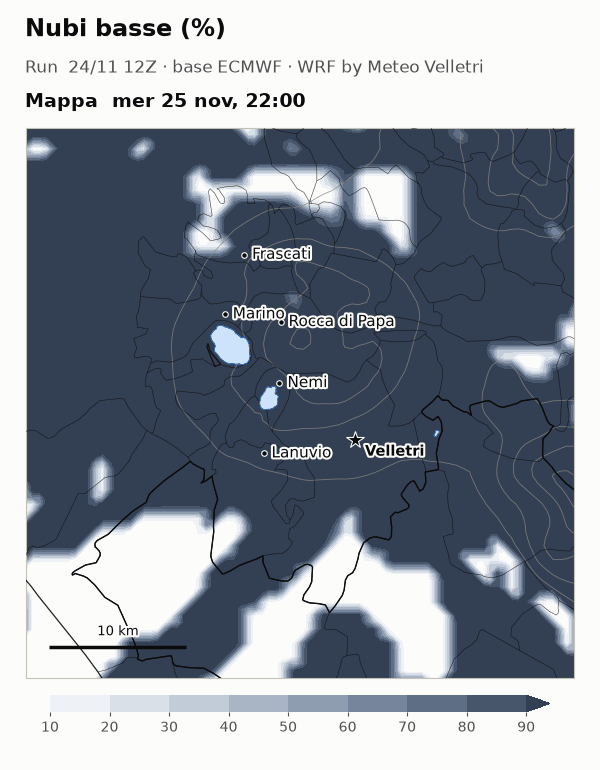 Nubi basse (%)
Run  24/11 12Z · base ECMWF · WRF by Meteo Velletri
Mappa  mer 25 nov, 22:00
Frascati
Marino
Rocca di Papa
Nemi
Velletri
Lanuvio
10 km
10 20 30 40 50 60 70 80 90